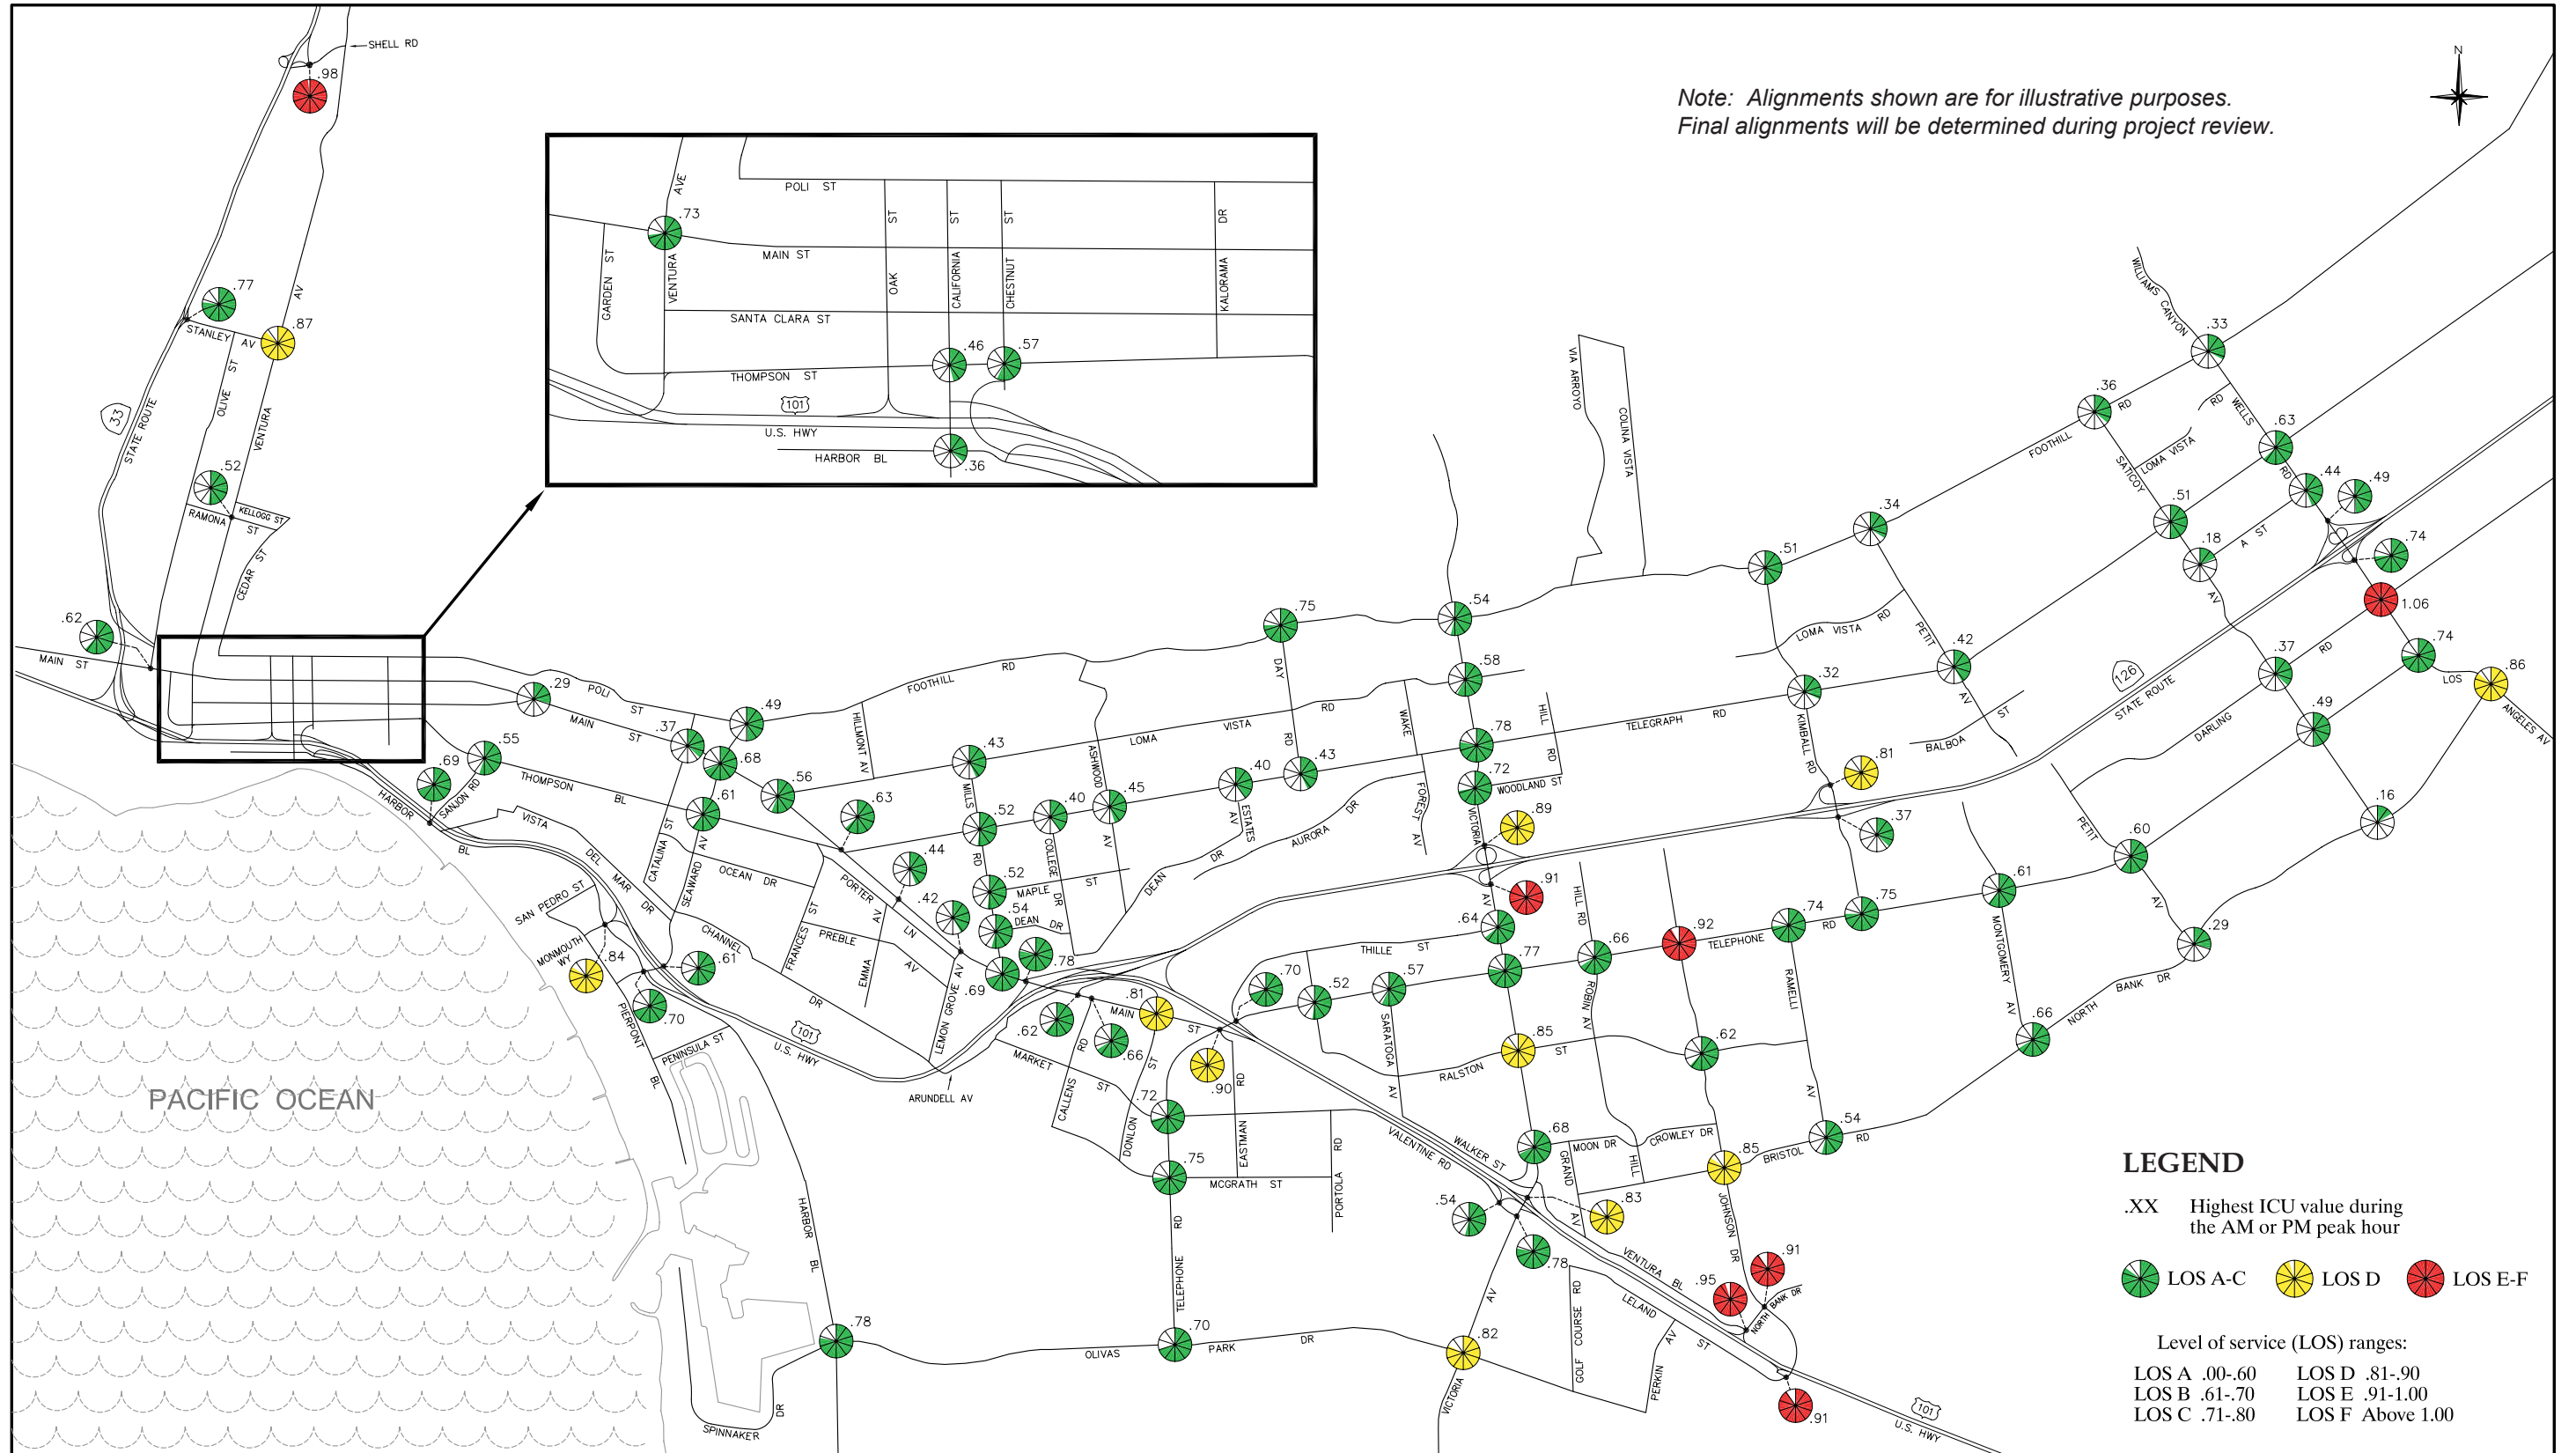 SHELL RD
.98
Note: Alignments shown are for illustrative purposes.
Final alignments will be determined during project review.
N
POLI ST
AVE
ST
ST
ST
DR
.73
MAIN ST
GARDEN ST
VENTURA
OAK
CALIFORNIA
CHESTNUT
KALORAMA
SANTA CLARA ST
.46
.57
THOMPSON ST
101
U.S. HWY
HARBOR BL
.36
.77
STANLEY AV
.87
AV
OLIVE ST
VENTURA
33
STATE ROUTE
.52
RAMONA ST
KELLOGG ST
CEDAR ST
.62
MAIN ST
WILLIAMS CANYON
.33
.36
RD
FOOTHILL
RD
WELLS
RD
.63
LOMA VISTA
SATICOY
.44
.49
.51
.18
A ST
.74
AV
1.06
.74
.37
RD
.86
LOS
ANGELES AV
.49
DARLING
126
STATE ROUTE
.16
VIA ARROYO
COLINA VISTA
.34
.51
LOMA VISTA RD
PETIT
.42
AV
.32
KIMBALL RD
BALBOA ST
.81
.37
PETIT
.60
AV
.29
.75
.54
DAY
RD
.58
HILL RD
TELEGRAPH RD
.78
.72
WOODLAND ST
VICTORIA
.89
.91
AV
WAKE
FOREST AV
FOOTHILL RD
HILLMONT AV
LOMA VISTA RD
ASHWOOD
AV
.43
.43
.40
.45
.40
MILLS
RD
.52
COLLEGE DR
ESTATES
AV
AURORA DR
DEAN DR
.52
MAPLE ST
.54
DEAN DR
.29
POLI ST
MAIN ST
.49
.37
.68
.56
.55
THOMPSON BL
.61
.63
.69
SANJON RD
HARBOR
BL
VISTA
DEL
MAR
DR
CATALINA ST
SEAWARD AV
OCEAN DR
PORTER
LN
.44
.42
FRANCES ST
PREBLE
AV
EMMA AV
LEMON GROVE AV
.69
.78
SAN PEDRO ST
MONMOUTH
WY
.84
CHANNEL
DR
.61
PIERPONT
BL
.70
PENINSULA ST
101
U.S. HWY
ARUNDELL AV
MARKET ST
.62
CALLENS RD
.66
DONLON ST
.81
MAIN ST
.90
.70
.72
.75
EASTMAN RD
MCGRATH ST
PORTOLA RD
TELEPHONE RD
.70
THILLE ST
.52
.57
.64
.77
SARATOGA AV
RALSTON ST
.85
HILL RD
ROBIN AV
.66
.92
TELEPHONE RD
.74
.75
RAMELLI
AV
.62
.61
MONTGOMERY
AV
.66
NORTH BANK DR
.54
BRISTOL RD
.85
VALENTINE RD
WALKER ST
.68
MOON DR
CROWLEY DR
GRAND
AV
HILL
JOHNSON DR
.83
.54
.78
AV
VENTURA BL
.95
.91
NORTH BANK DR
LELAND ST
GOLF COURSE RD
PERKIN AV
.91
101
U.S. HWY
PACIFIC OCEAN
HARBOR BL
.78
OLIVAS PARK DR
.82
VICTORIA
SPINNAKER DR
LEGEND
.XX Highest ICU value during
the AM or PM peak hour
LOS A-C LOS D LOS E-F
Level of service (LOS) ranges:
LOS A .00-.60 LOS D .81-.90
LOS B .61-.70 LOS E .91-1.00
LOS C .71-.80 LOS F Above 1.00